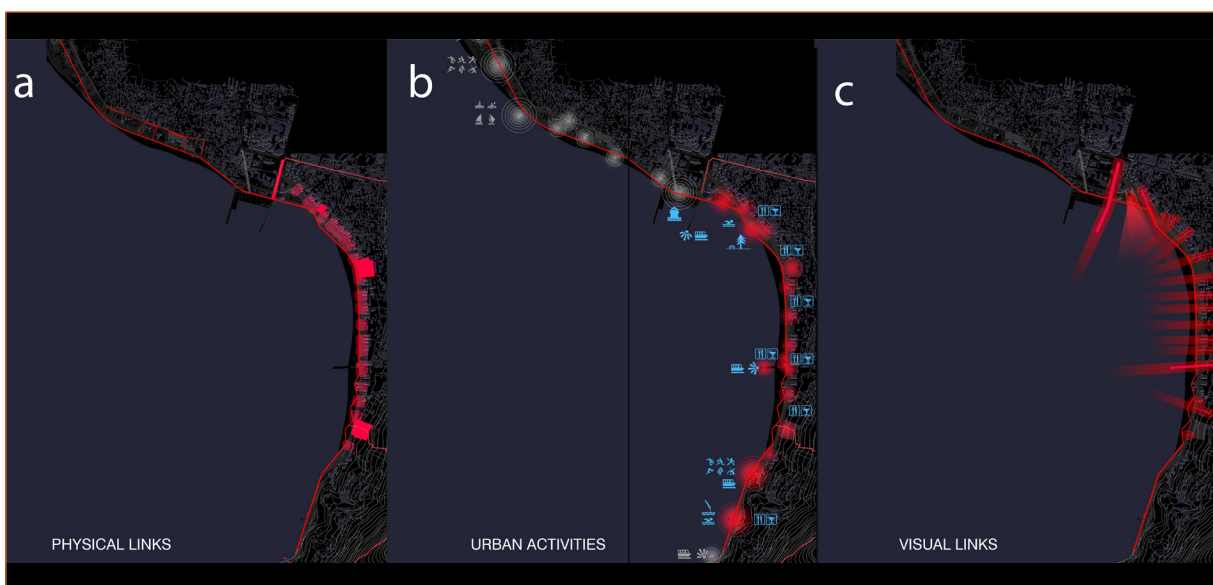 a
b
c
PHYSICAL LINKS
URBAN ACTIVITIES
VISUAL LINKS